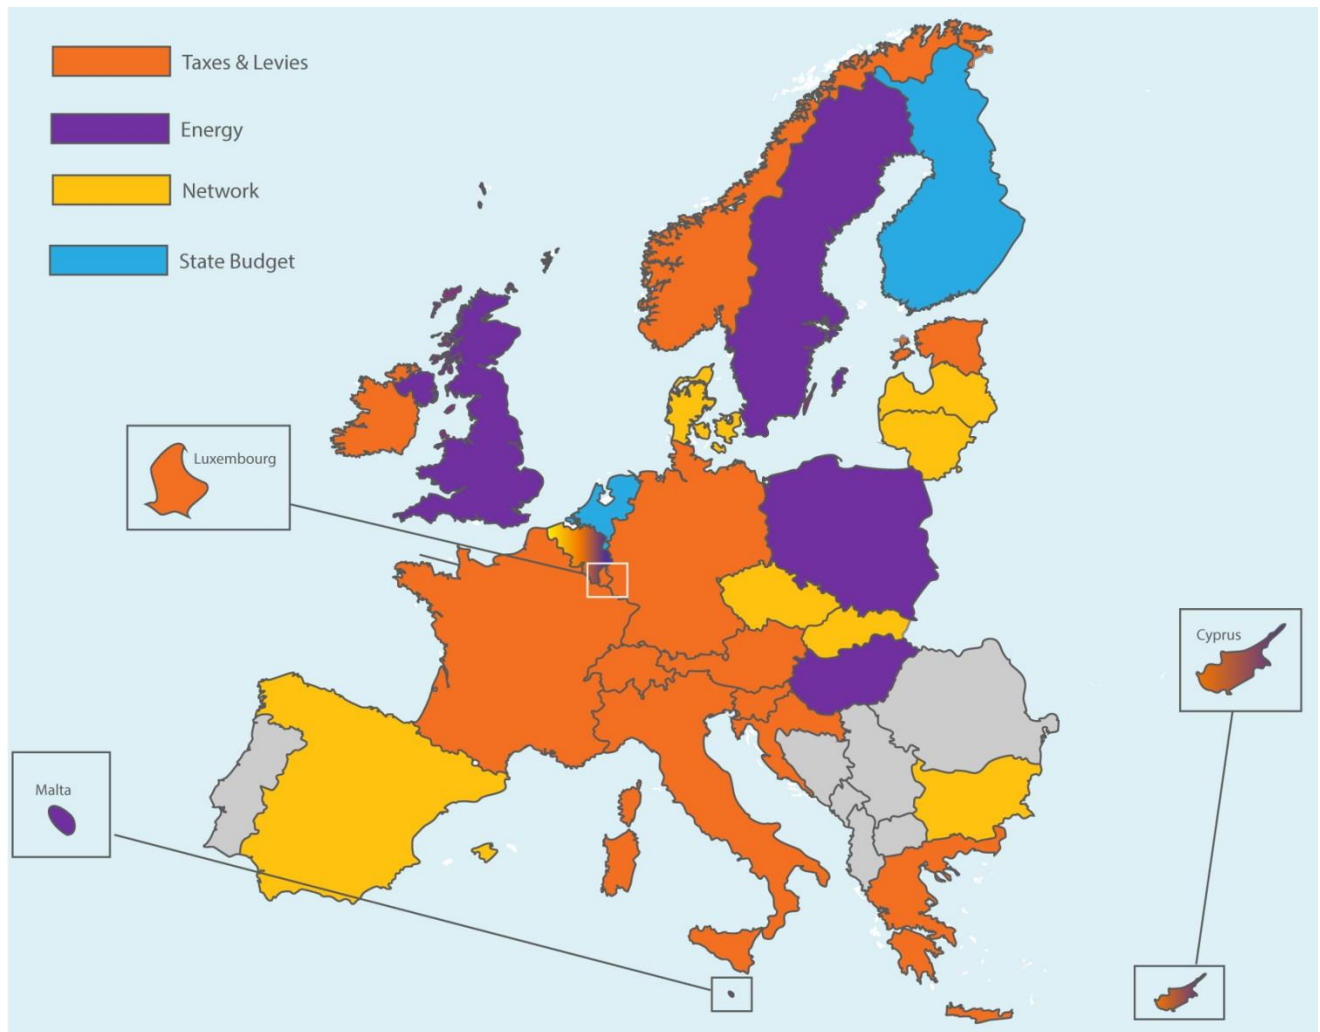 Taxes & Levies
Energy
Network
State Budget
Luxembourg
Cyprus
Malta